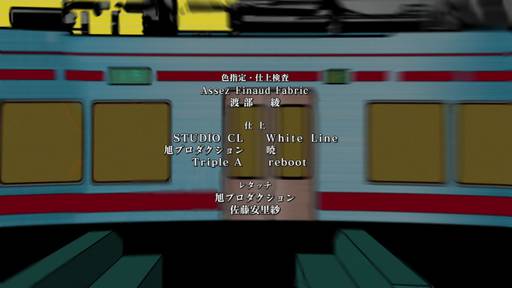 色指定・仕上検査
Assez Finaud Fabric.
渡部 綾
仕上
STUDIO CL White Line
旭プロダクション 暁
Triple A reboot
レタッチ
旭プロダクション
佐藤安里紗